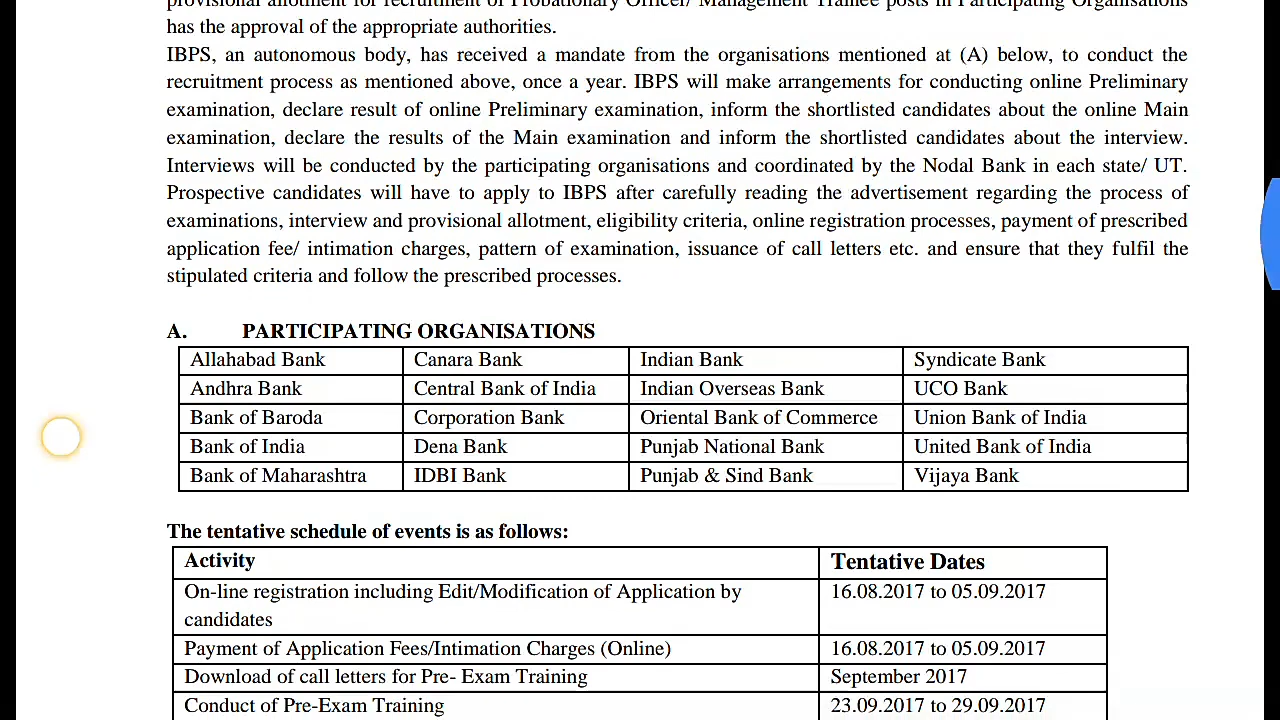 provisional allotment for recruitment of Probationary Officer/ Management Trainee posts in Participating Organisations
has the approval of the appropriate authorities.
IBPS, an autonomous body, has received a mandate from the organisations mentioned at (A) below, to conduct the
recruitment process as mentioned above, once a year. IBPS will make arrangements for conducting online Preliminary
examination, declare result of online Preliminary examination, inform the shortlisted candidates about the online Main
examination, declare the results of the Main examination and inform the shortlisted candidates about the interview.
Interviews will be conducted by the participating organisations and coordinated by the Nodal Bank in each state/ UT.
Prospective candidates will have to apply to IBPS after carefully reading the advertisement regarding the process of
examinations, interview and provisional allotment, eligibility criteria, online registration processes, payment of prescribed
application fee/ intimation charges, pattern of examination, issuance of call letters etc. and ensure that they fulfil the
stipulated criteria and follow the prescribed processes.
A. PARTICIPATING ORGANISATIONS
Allahabad Bank Canara Bank Indian Bank Syndicate Bank
Andhra Bank Central Bank of India Indian Overseas Bank UCO Bank
Bank of Baroda Corporation Bank Oriental Bank of Commerce Union Bank of India
Bank of India Dena Bank Punjab National Bank United Bank of India
Bank of Maharashtra IDBI Bank Punjab & Sind Bank Vijaya Bank
The tentative schedule of events is as follows:
Activity Tentative Dates
On-line registration including Edit/Modification of Application by 16.08.2017 to 05.09.2017
candidates
Payment of Application Fees/Intimation Charges (Online) 16.08.2017 to 05.09.2017
Download of call letters for Pre- Exam Training September 2017
Conduct of Pre-Exam Training 23.09.2017 to 29.09.2017